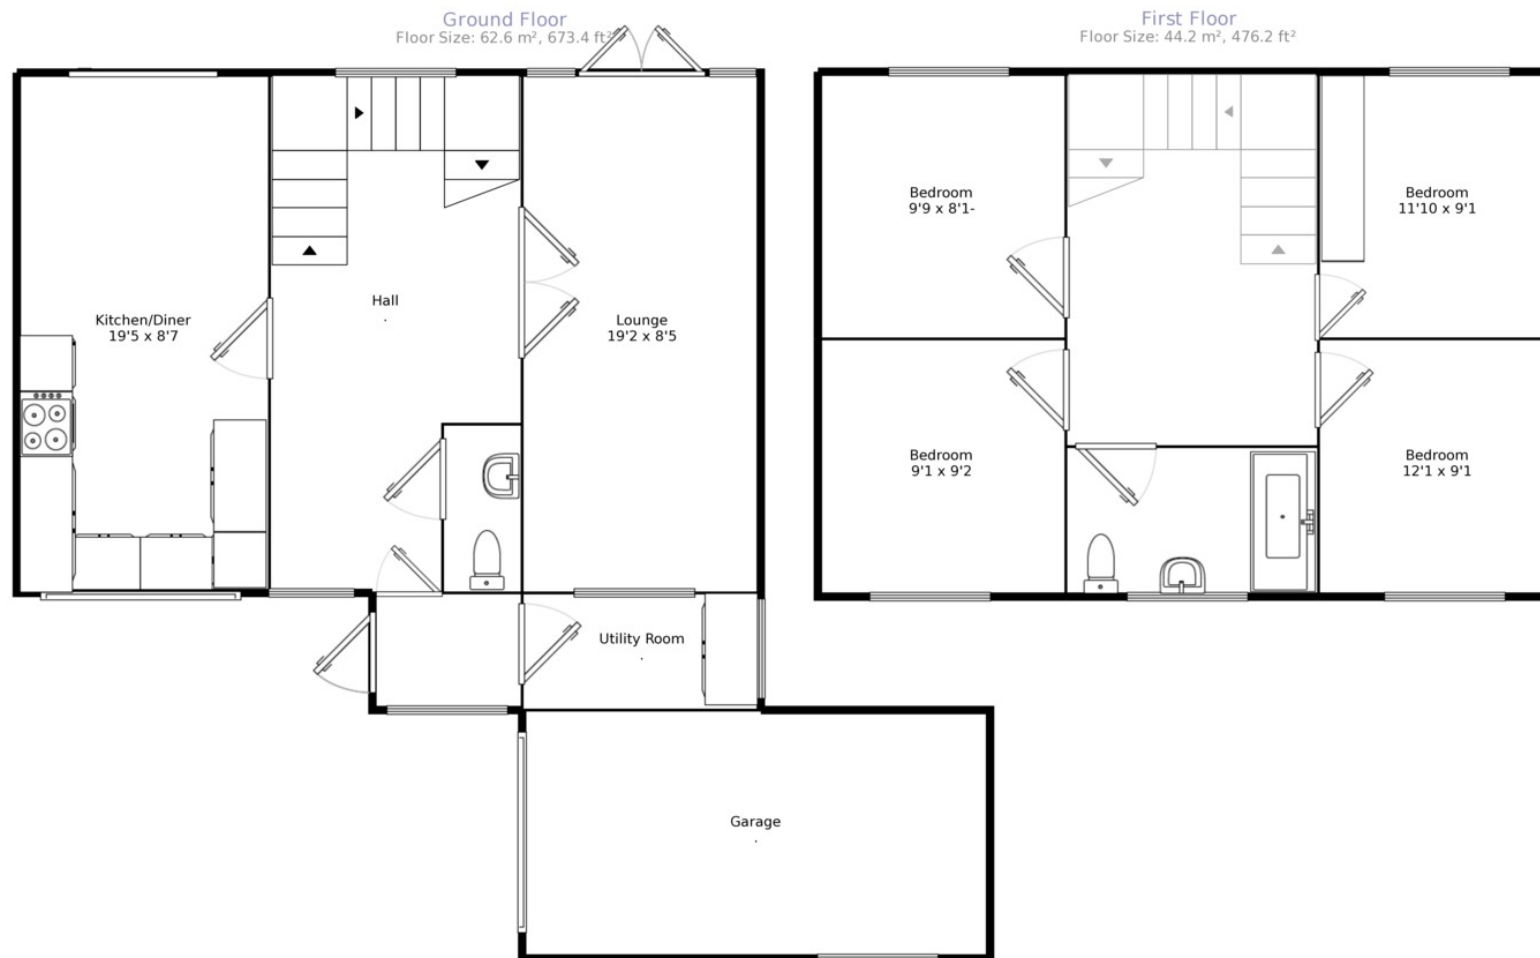 Ground Floor
Floor Size: 62.6 m², 673.4 ft²
First Floor
Floor Size: 44.2 m², 476.2 ft²
Kitchen/Diner
19'5 x 8'7
Hall
.
Lounge
19'2 x 8'5
Utility Room
.
Garage
.
Bedroom
9'9 x 8'1-
Bedroom
11'10 x 9'1
Bedroom
9'1 x 9'2
Bedroom
12'1 x 9'1